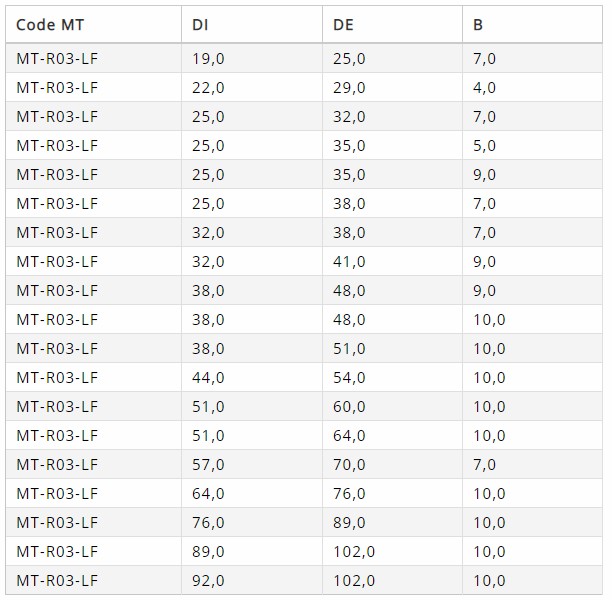 Code MT DI DE B
MT-R03-LF 19,0 25,0 7,0
MT-R03-LF 22,0 29,0 4,0
MT-R03-LF 25,0 32,0 7,0
MT-R03-LF 25,0 35,0 5,0
MT-R03-LF 25,0 35,0 9,0
MT-R03-LF 25,0 38,0 7,0
MT-R03-LF 32,0 38,0 7,0
MT-R03-LF 32,0 41,0 9,0
MT-R03-LF 38,0 48,0 9,0
MT-R03-LF 38,0 48,0 10,0
MT-R03-LF 38,0 51,0 10,0
MT-R03-LF 44,0 54,0 10,0
MT-R03-LF 51,0 60,0 10,0
MT-R03-LF 51,0 64,0 10,0
MT-R03-LF 57,0 70,0 7,0
MT-R03-LF 64,0 76,0 10,0
MT-R03-LF 76,0 89,0 10,0
MT-R03-LF 89,0 102,0 10,0
MT-R03-LF 92,0 102,0 10,0